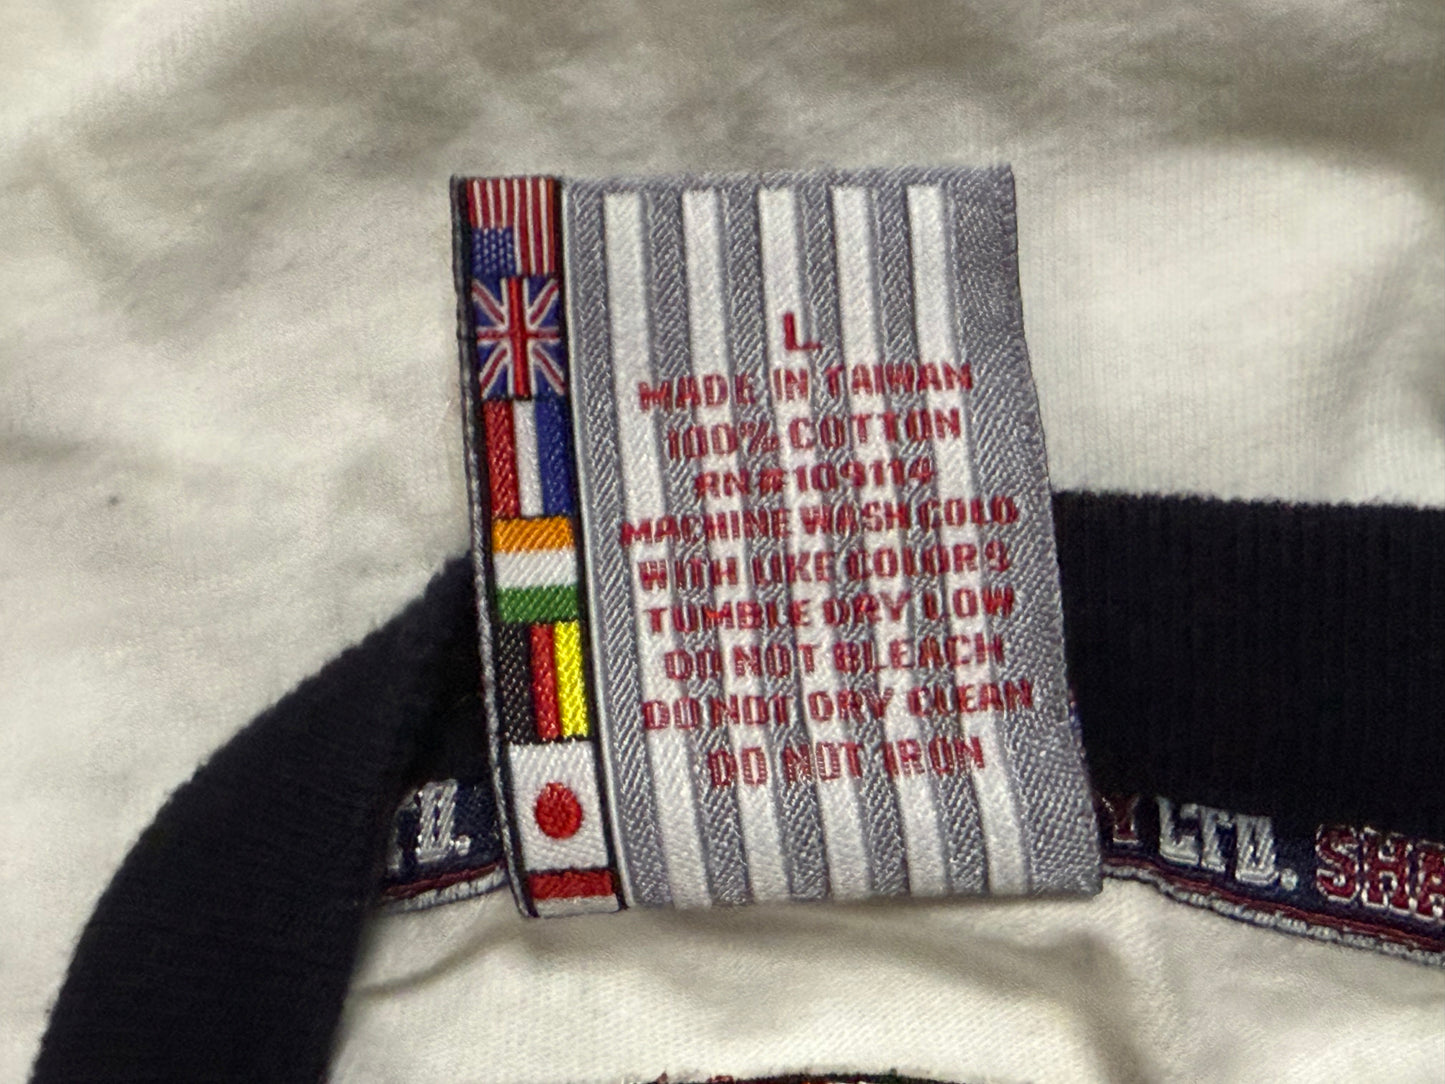 L
MADE IN TAIWAN
100% COTTON
RN#109114
MACHINE WASH COLD
WITH LIKE COLORS
TUMBLE DRY LOW
DO NOT BLEACH
DO NOT DRY CLEAN
DO NOT IRON
LTD.